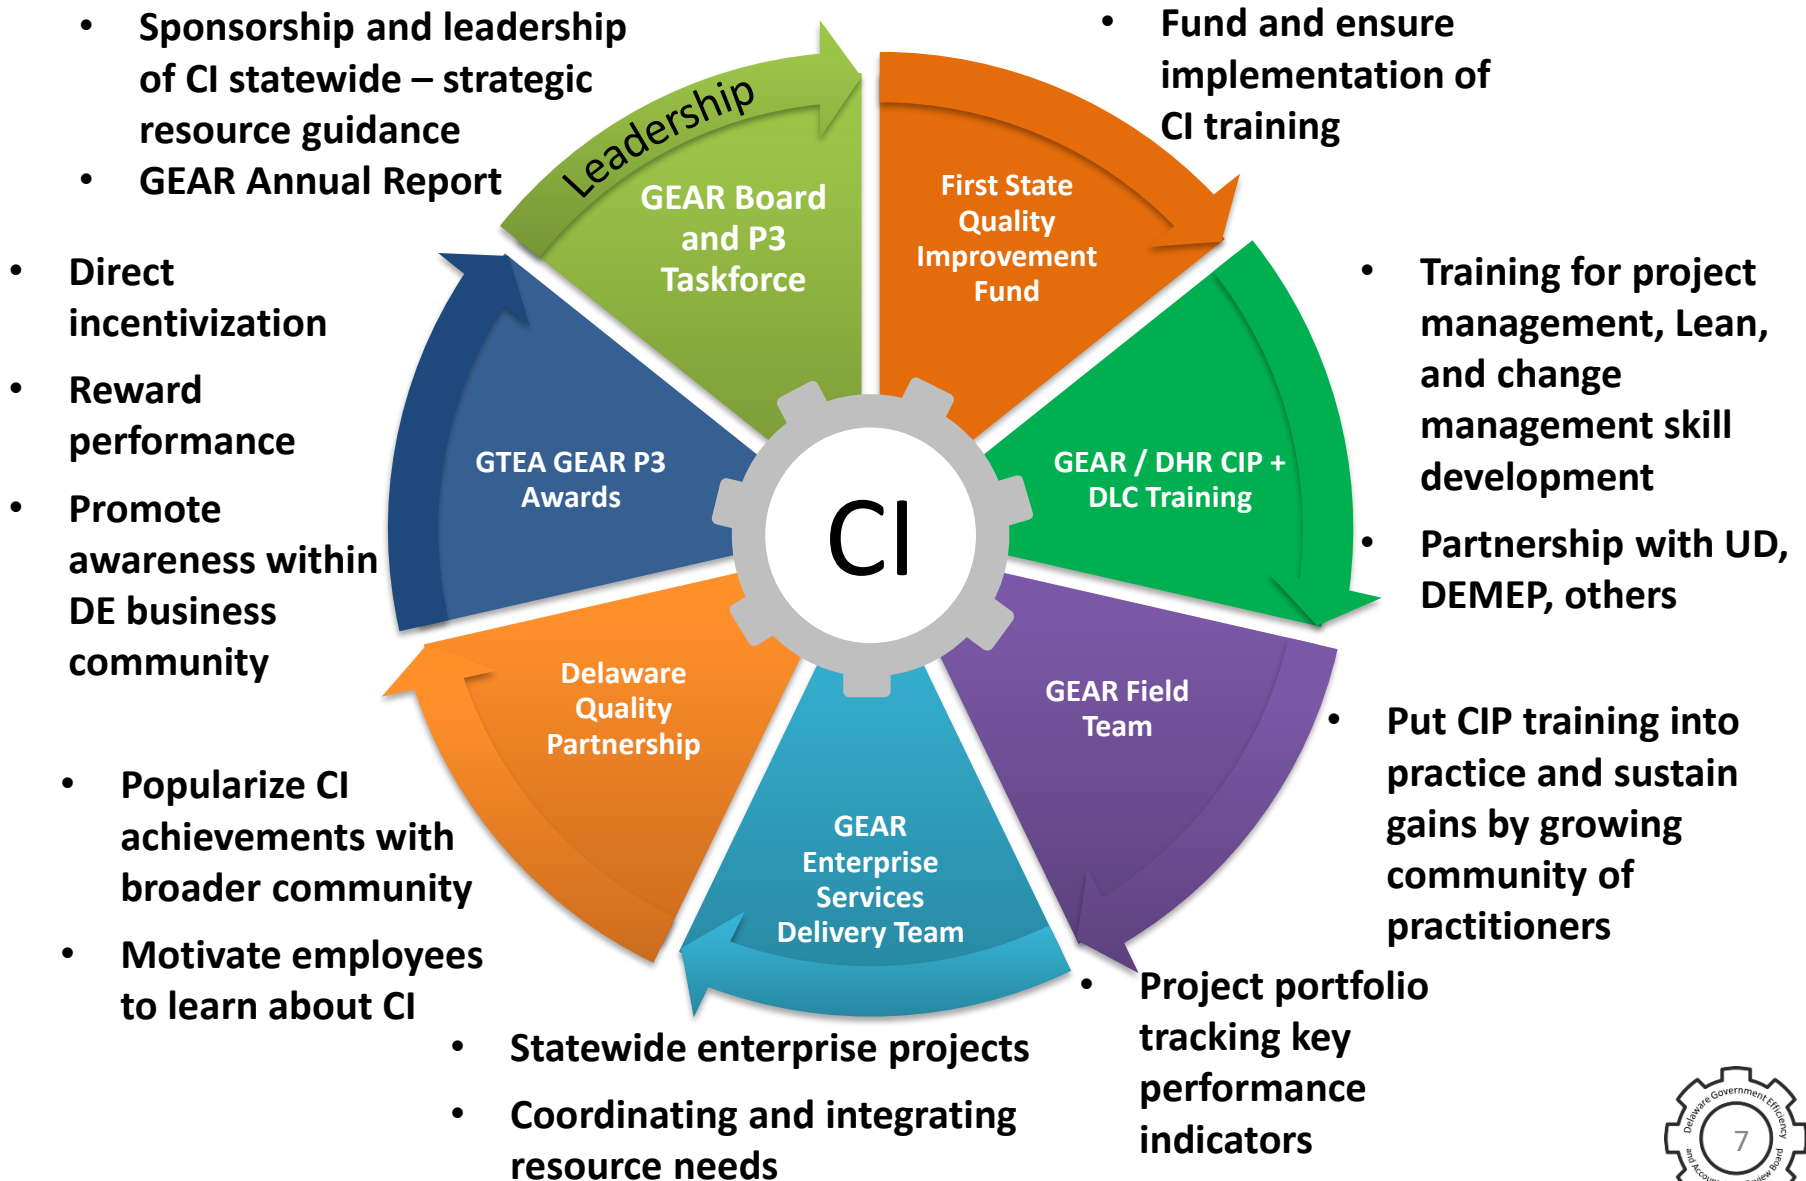 • Sponsorship and leadership
of CI statewide – strategic
resource guidance
• GEAR Annual Report
• Fund and ensure
implementation of
CI training
Leadership
GEAR Board
and P3
Taskforce
First State
Quality
Improvement
Fund
• Direct
incentivization
• Reward
performance
• Promote
awareness within
DE business
community
GTEA GEAR P3
Awards
CI
GEAR / DHR CIP +
DLC Training
• Training for project
management, Lean,
and change
management skill
development
• Partnership with UD,
DEMEP, others
Delaware
Quality
Partnership
GEAR Field
Team
GEAR
Enterprise
Services
Delivery Team
• Put CIP training into
practice and sustain
gains by growing
community of
practitioners
• Popularize CI
achievements with
broader community
• Motivate employees
to learn about CI
• Statewide enterprise projects
• Coordinating and integrating
resource needs
• Project portfolio
tracking key
performance
indicators
Delaware Government Efficiency
7
and Board